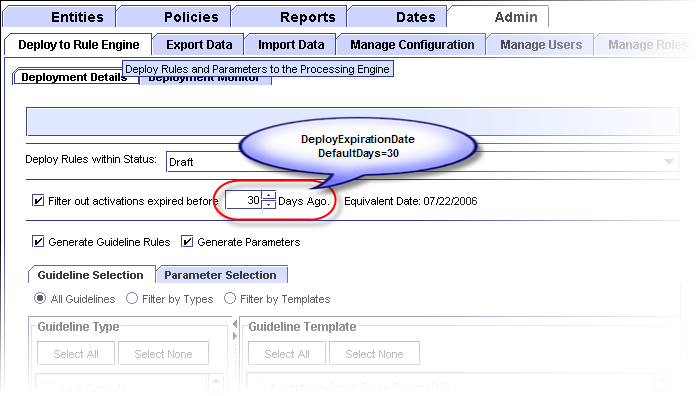 Entities Policies Reports Dates Admin
Deploy to Rule Engine Export Data Import Data Manage Configuration Manage Users Manage Roles
Deploy Rules and Parameters to the Processing Engine
Deployment Details Deployment Monitor
DeployExpirationDate
DefaultDays=30
Deploy Rules within Status: Draft
Filter out activations expired before 30 Days Ago. Equivalent Date: 07/22/2006
Generate Guideline Rules Generate Parameters
Guideline Selection Parameter Selection
All Guidelines Filter by Types Filter by Templates
Guideline Type Guideline Template
Select All Select None Select All Select None